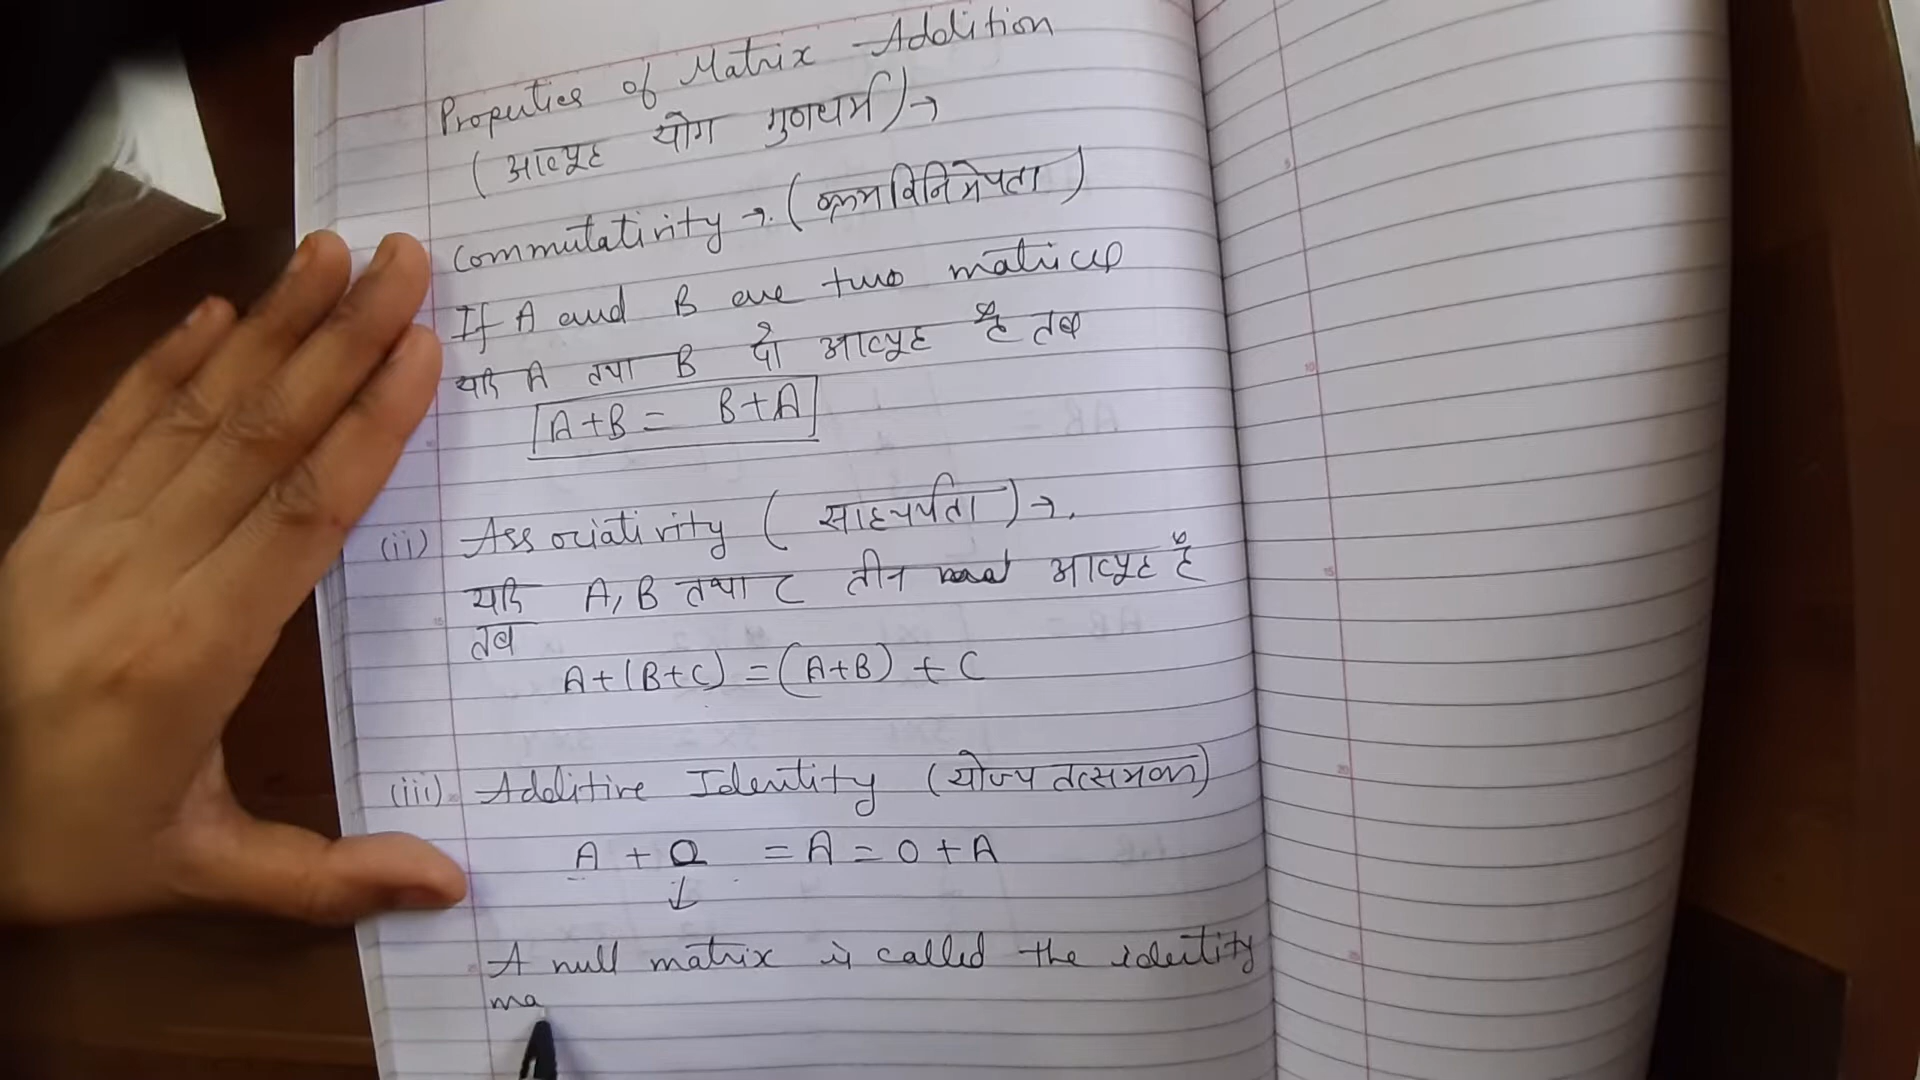 Properties of Matrix Addition
( आव्यूह योग गुणधर्म ) →
Commutativity →. ( क्रमविनिमेयता )
If A and B are two matrices
यदि A तथा B दो आव्यूह है तब
A+B = B+A
(ii) Associativity ( साहचर्यता ) →.
यदि A, B तथा C तीन आव्यूह है
तब
A+(B+C) = (A+B) + C
(iii) Additive Identity (योज्य तत्समक)
A + O = A = O + A
↓
A null matrix is called the identity
ma